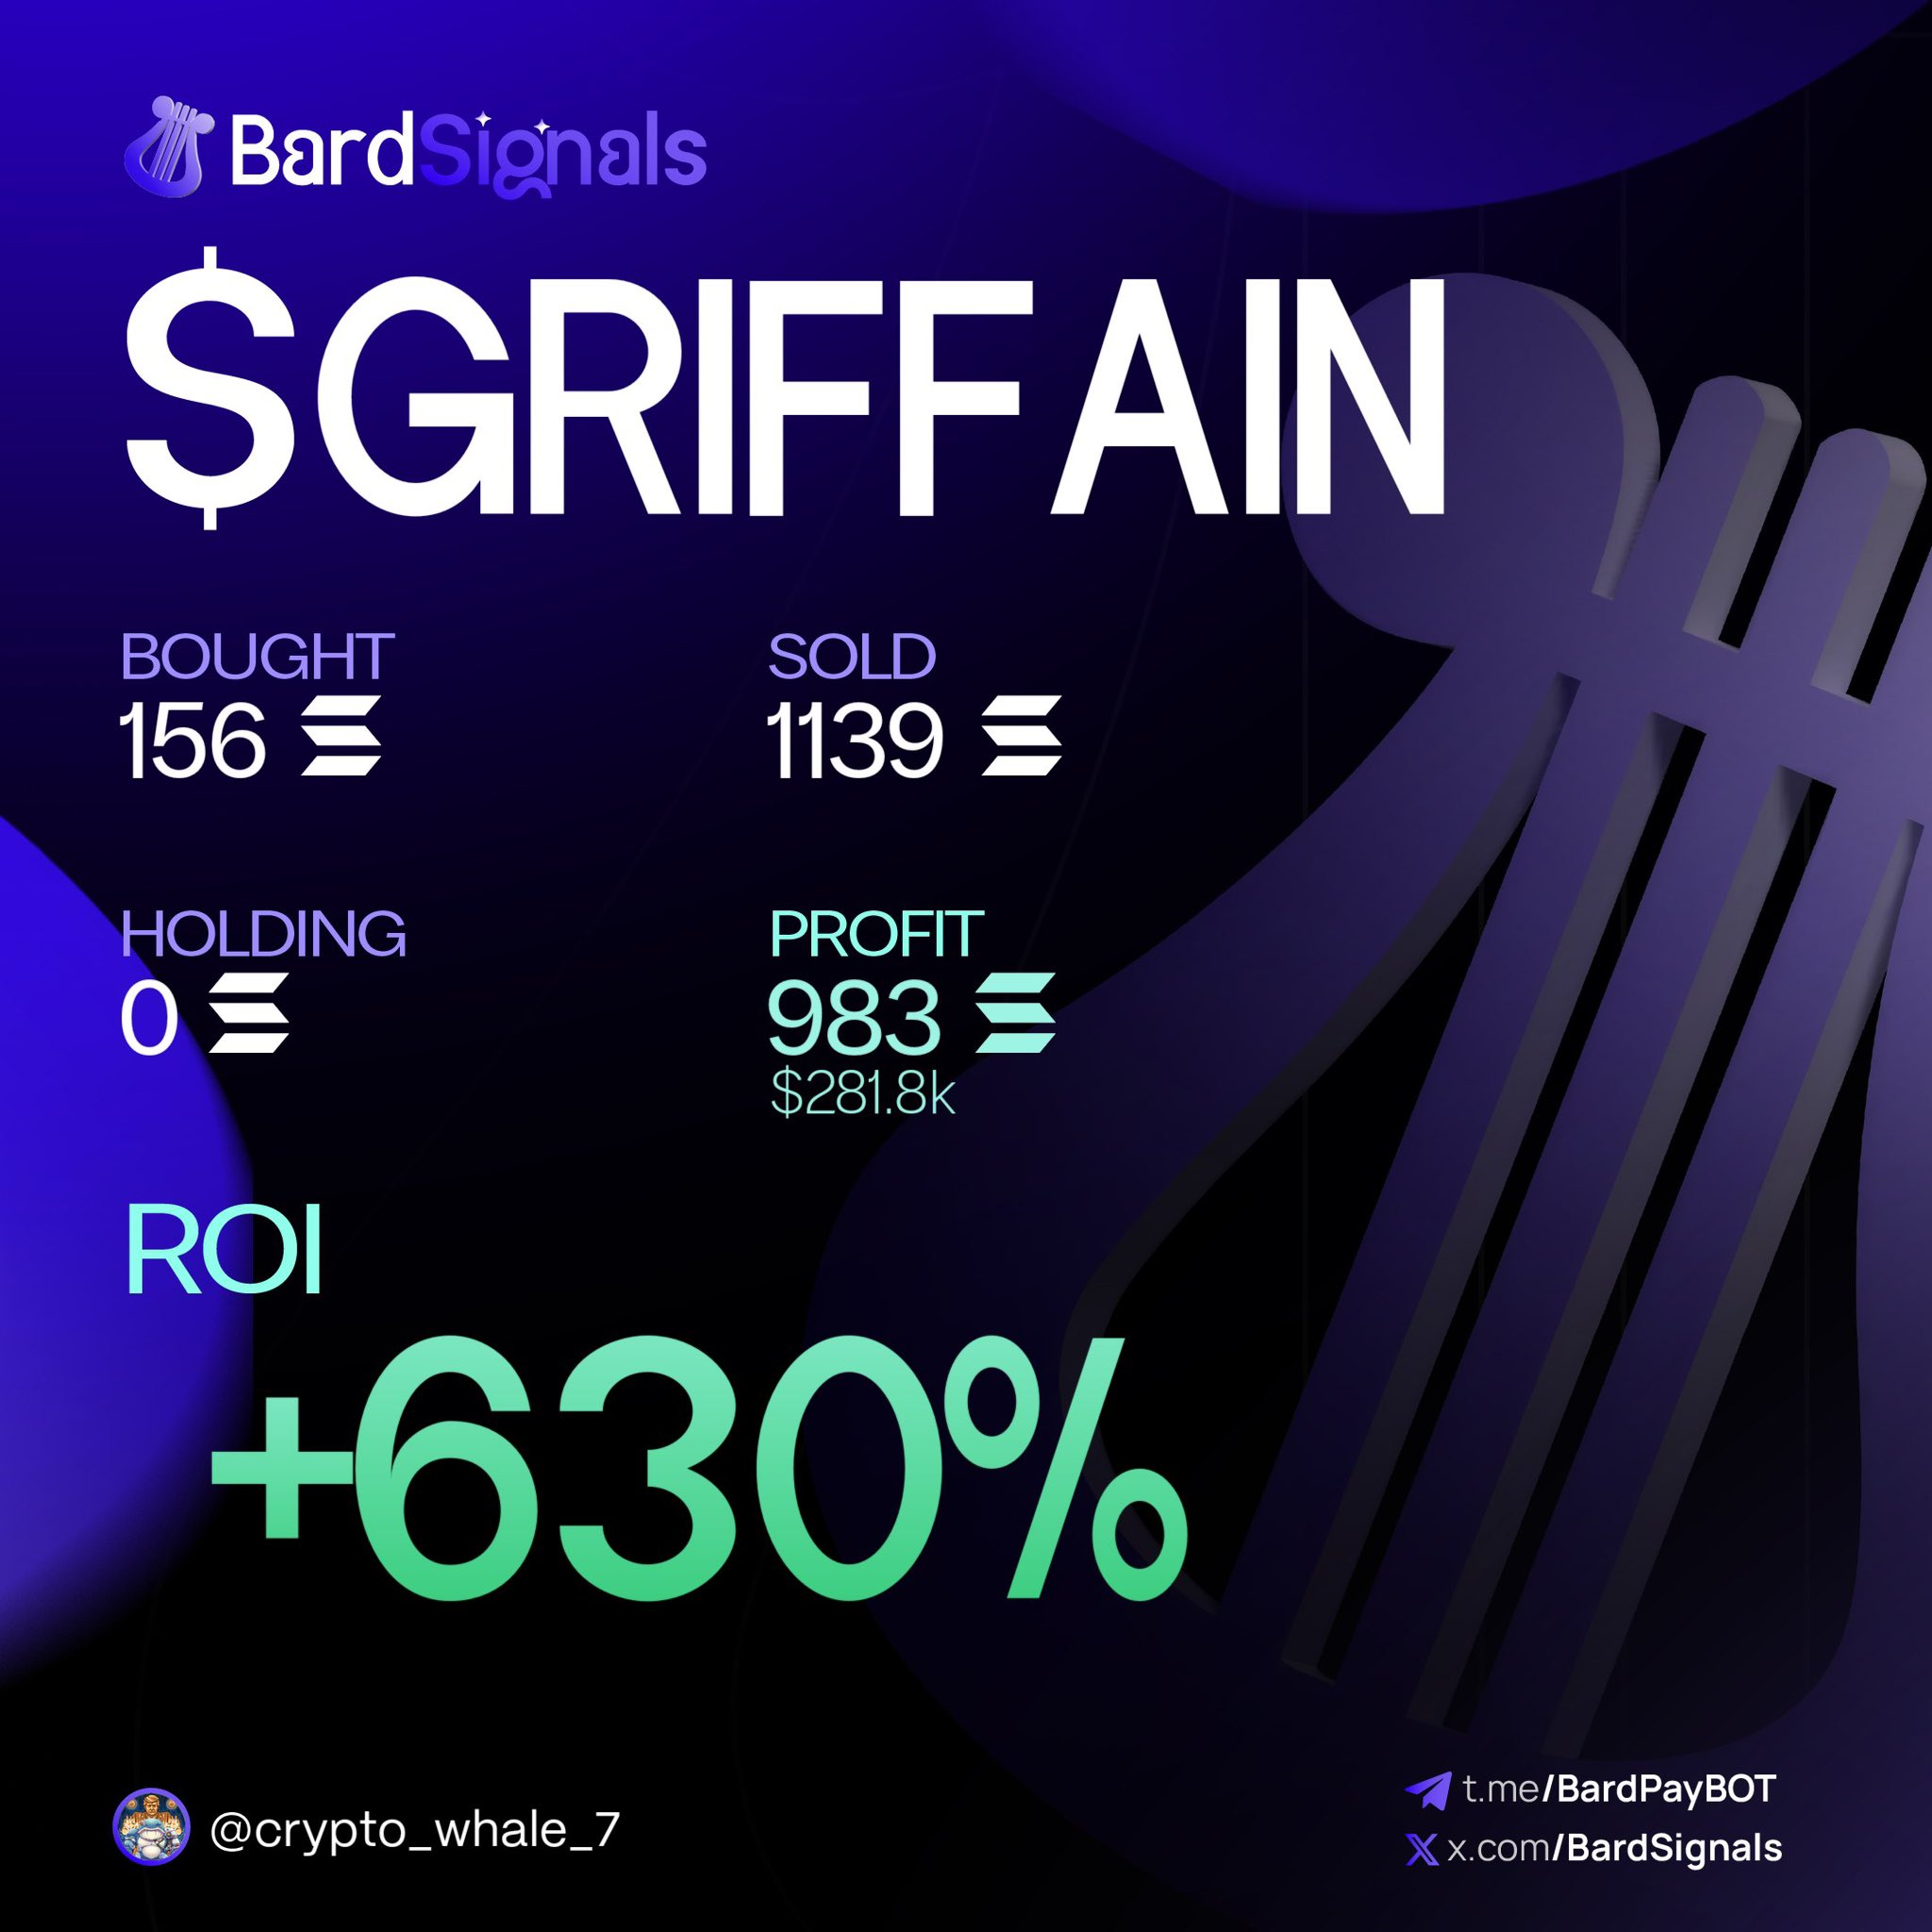 BardSignals
$GRIFFAIN
BOUGHT
156
SOLD
1139
HOLDING
0
PROFIT
983
$281.8k
ROI
+630%
@crypto_whale_7
t.me/BardPayBOT
x.com/BardSignals